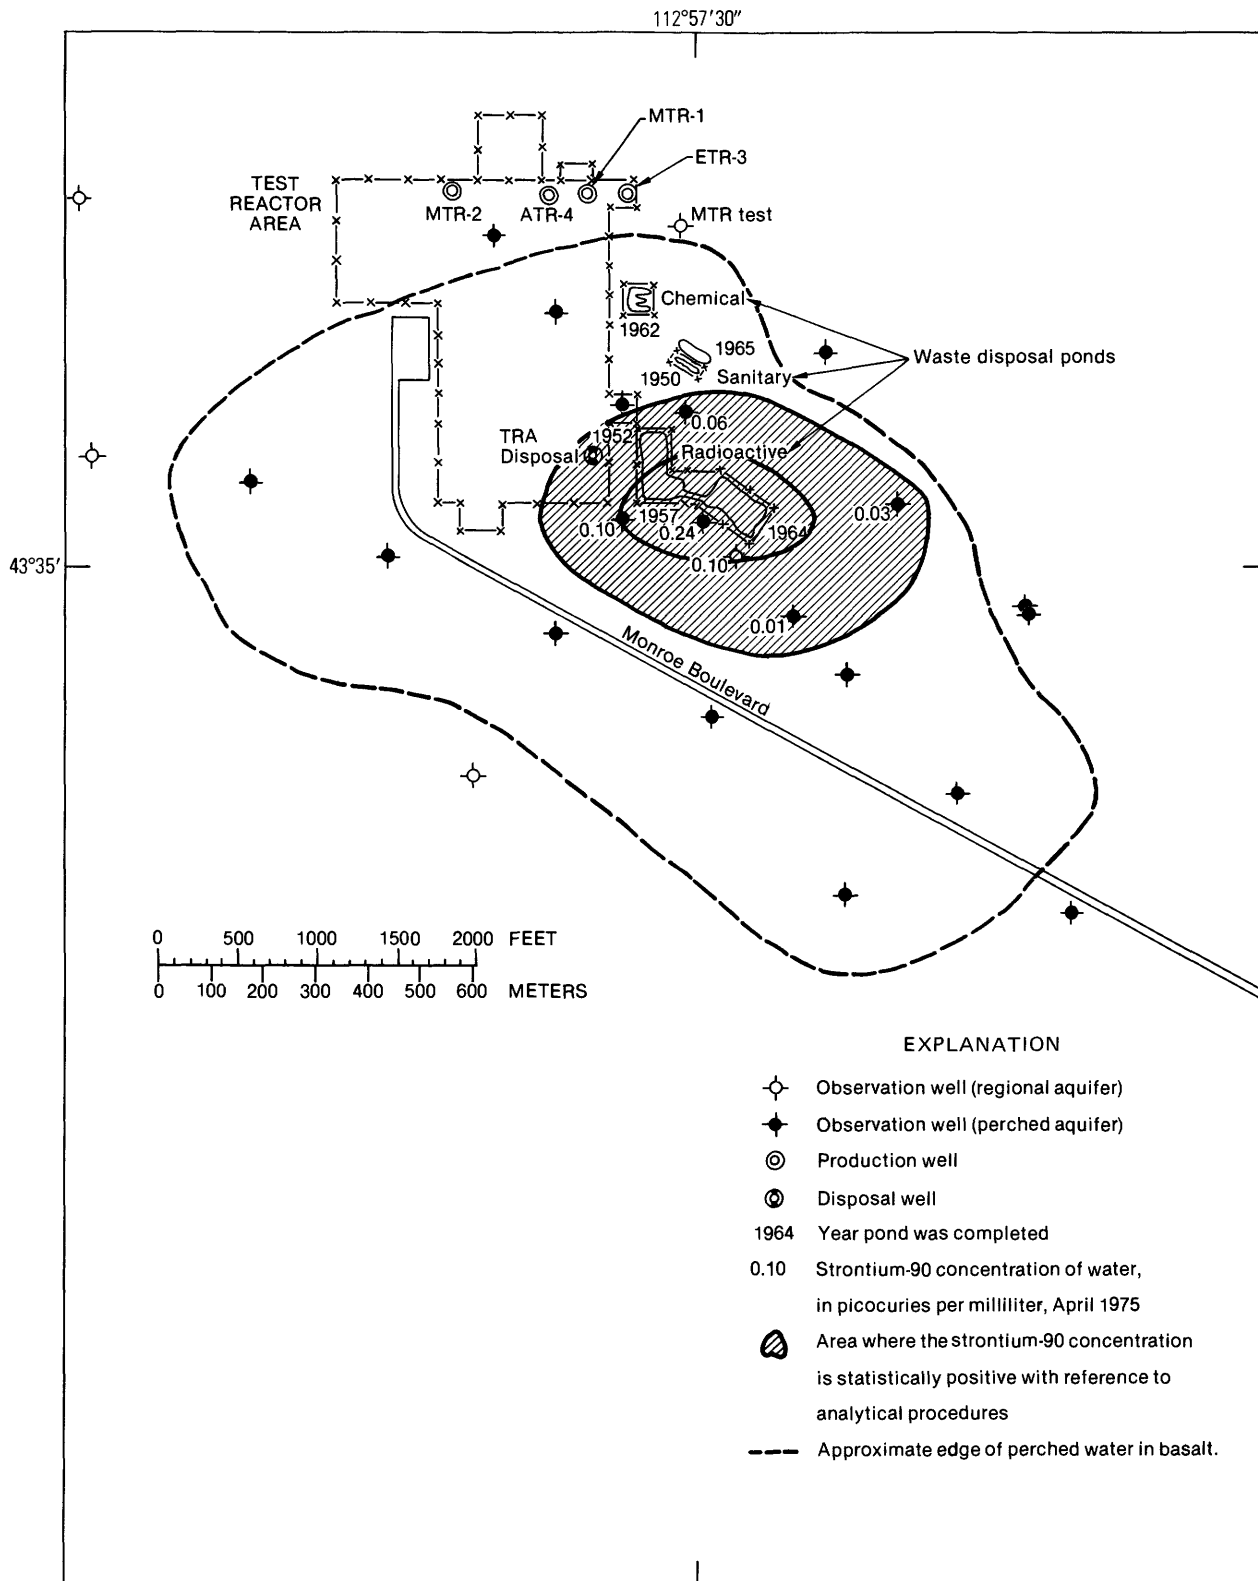 112°57'30"
MTR-1
ETR-3
TEST
REACTOR
AREA
MTR-2
ATR-4
MTR test
Chemical
1962
1965
Waste disposal ponds
1950
Sanitary
0.06
TRA
Disposal
1952
Radioactive
0.03
1957
0.10
0.24
1964
43°35'
0.10
0.01
Monroe Boulevard
0 500 1000 1500 2000 FEET
0 100 200 300 400 500 600 METERS
EXPLANATION
Observation well (regional aquifer)
Observation well (perched aquifer)
Production well
Disposal well
1964 Year pond was completed
0.10 Strontium-90 concentration of water,
in picocuries per milliliter, April 1975
Area where the strontium-90 concentration
is statistically positive with reference to
analytical procedures
Approximate edge of perched water in basalt.